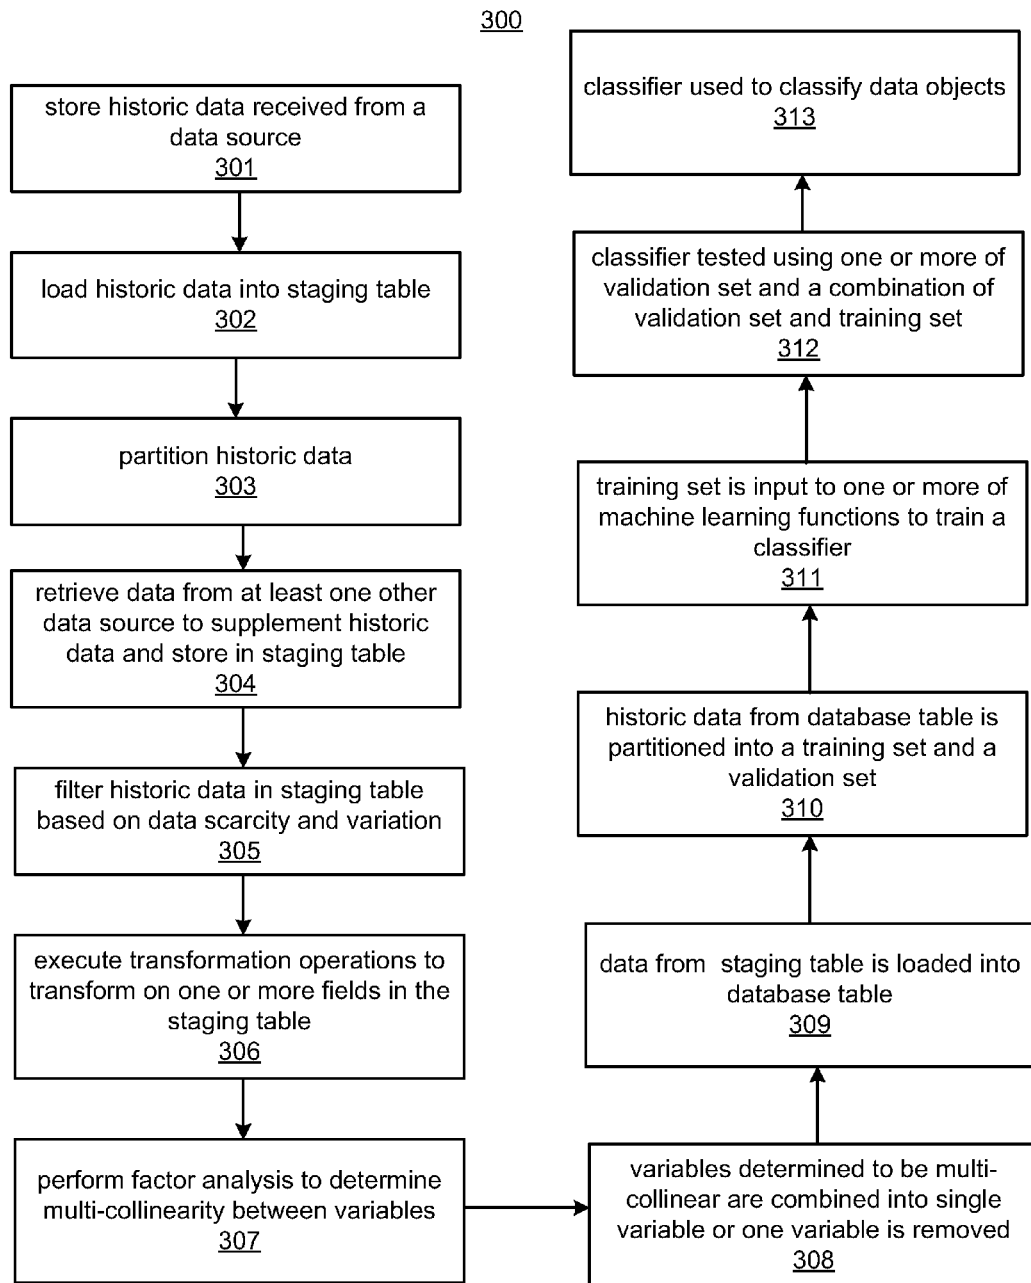 300
store historic data received from a
data source
301
load historic data into staging table
302
partition historic data
303
retrieve data from at least one other
data source to supplement historic
data and store in staging table
304
filter historic data in staging table
based on data scarcity and variation
305
execute transformation operations to
transform on one or more fields in the
staging table
306
perform factor analysis to determine
multi-collinearity between variables
307
variables determined to be multi-
collinear are combined into single
variable or one variable is removed
308
data from staging table is loaded into
database table
309
historic data from database table is
partitioned into a training set and a
validation set
310
training set is input to one or more of
machine learning functions to train a
classifier
311
classifier tested using one or more of
validation set and a combination of
validation set and training set
312
classifier used to classify data objects
313